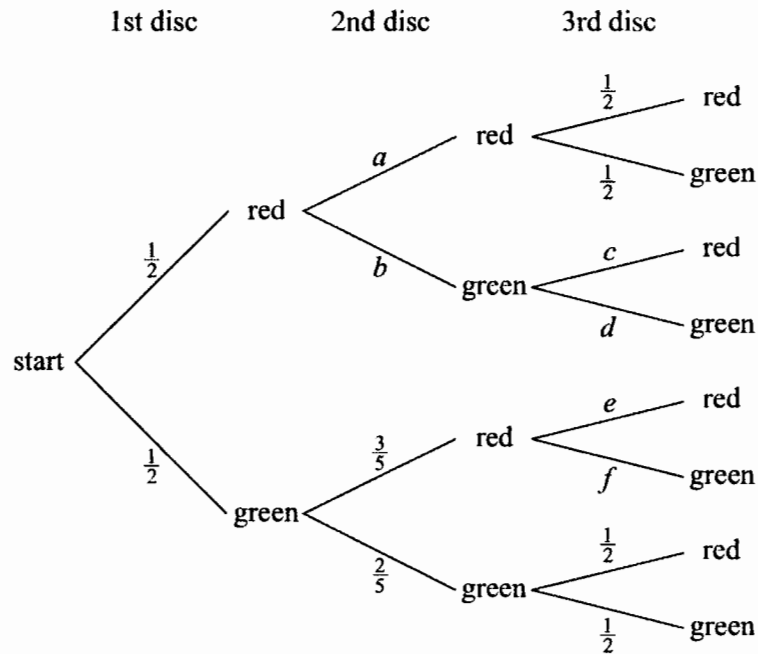 1st disc 2nd disc 3rd disc
1/2 red
red
a
1/2 green
red
1/2
b
c red
green
d green
start
e red
red
3/5
f green
1/2
green
2/5
1/2 red
green
1/2 green